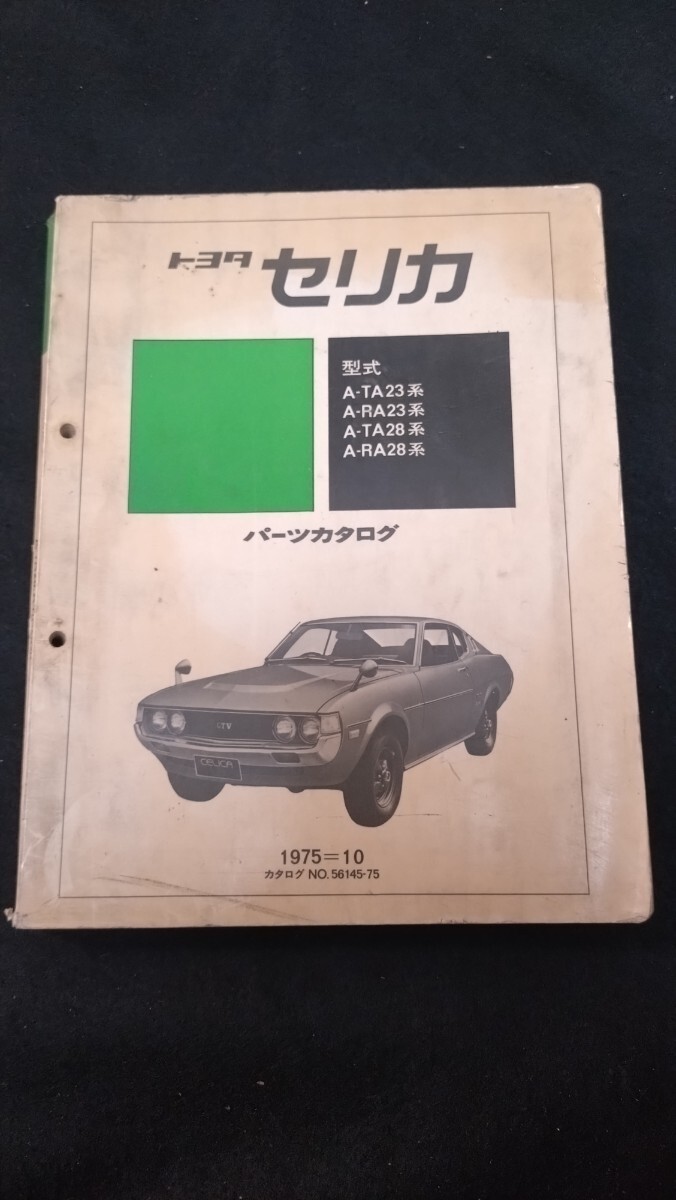 トヨタ セリカ
型式
A-TA23系
A-RA23系
A-TA28系
A-RA28系
パーツカタログ
CELICA
1975=10
カタログ NO.56145-75